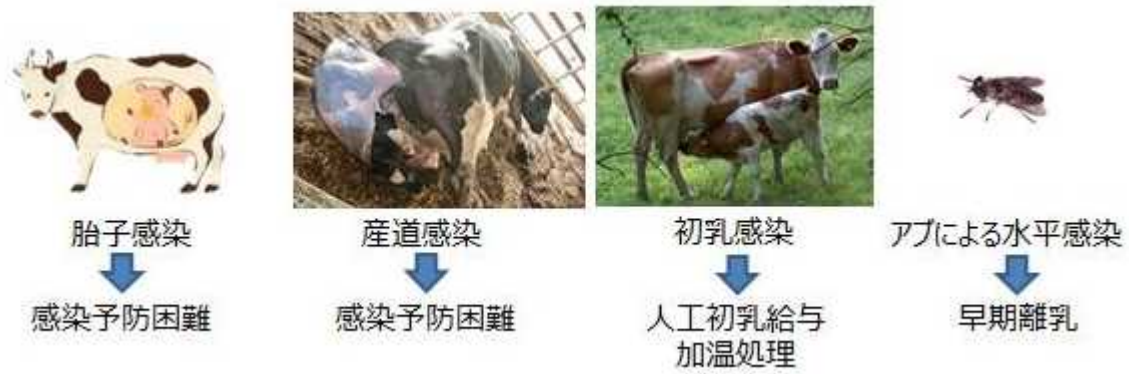 胎子感染
産道感染
初乳感染
アブによる水平感染
感染予防困難
感染予防困難
人工初乳給与
加温処理
早期離乳